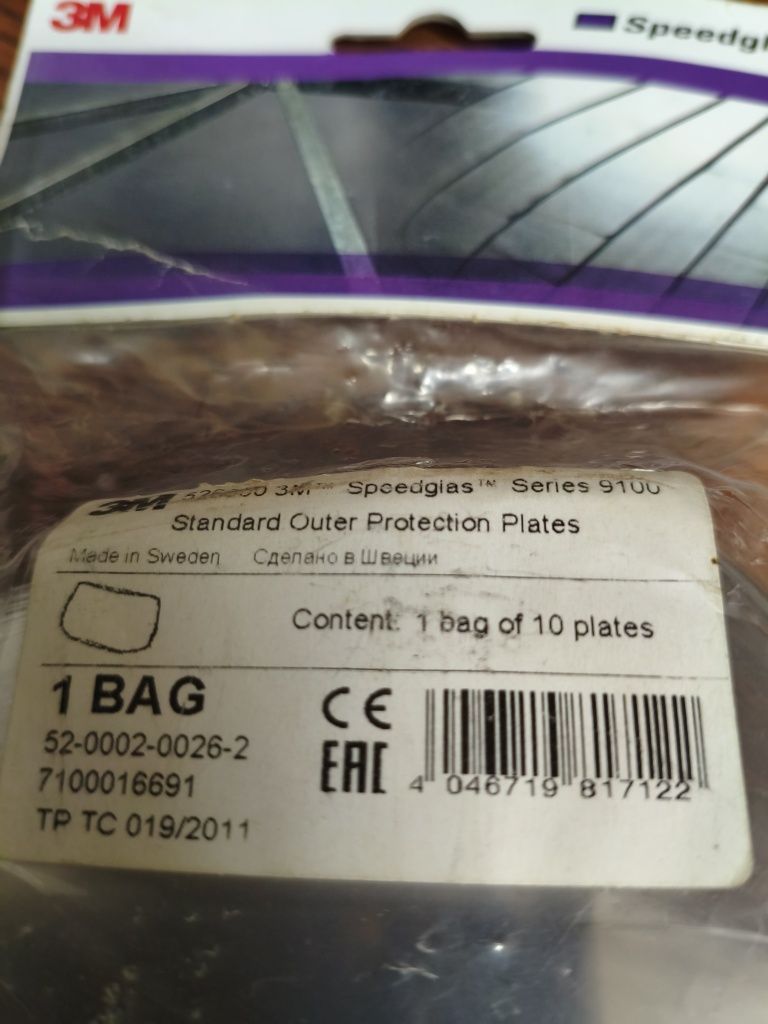 3M Speedgl
3M 3M™ Speedglas™ Series 9100
Standard Outer Protection Plates
Made in Sweden Сделано в Швеции
Content: 1 bag of 10 plates
1 BAG
52-0002-0026-2
7100016691
TP TC 019/2011
CE
EAC
4 046719 817122